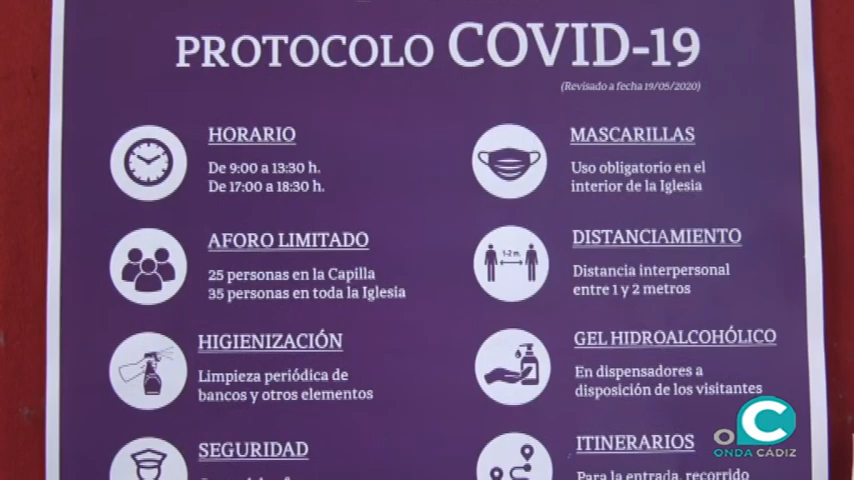 PROTOCOLO COVID-19
(Revisado a fecha 19/05/2020)
HORARIO
De 9:00 a 13:30 h.
De 17:00 a 18:30 h.
MASCARILLAS
Uso obligatorio en el
interior de la Iglesia
AFORO LIMITADO
25 personas en la Capilla
35 personas en toda la Iglesia
DISTANCIAMIENTO
1-2 m.
Distancia interpersonal
entre 1 y 2 metros
HIGIENIZACIÓN
Limpieza periódica de
bancos y otros elementos
GEL HIDROALCOHÓLICO
En dispensadores a
disposición de los visitantes
SEGURIDAD
ITINERARIOS
Para la entrada, recorrido
ONDA CÁDIZ